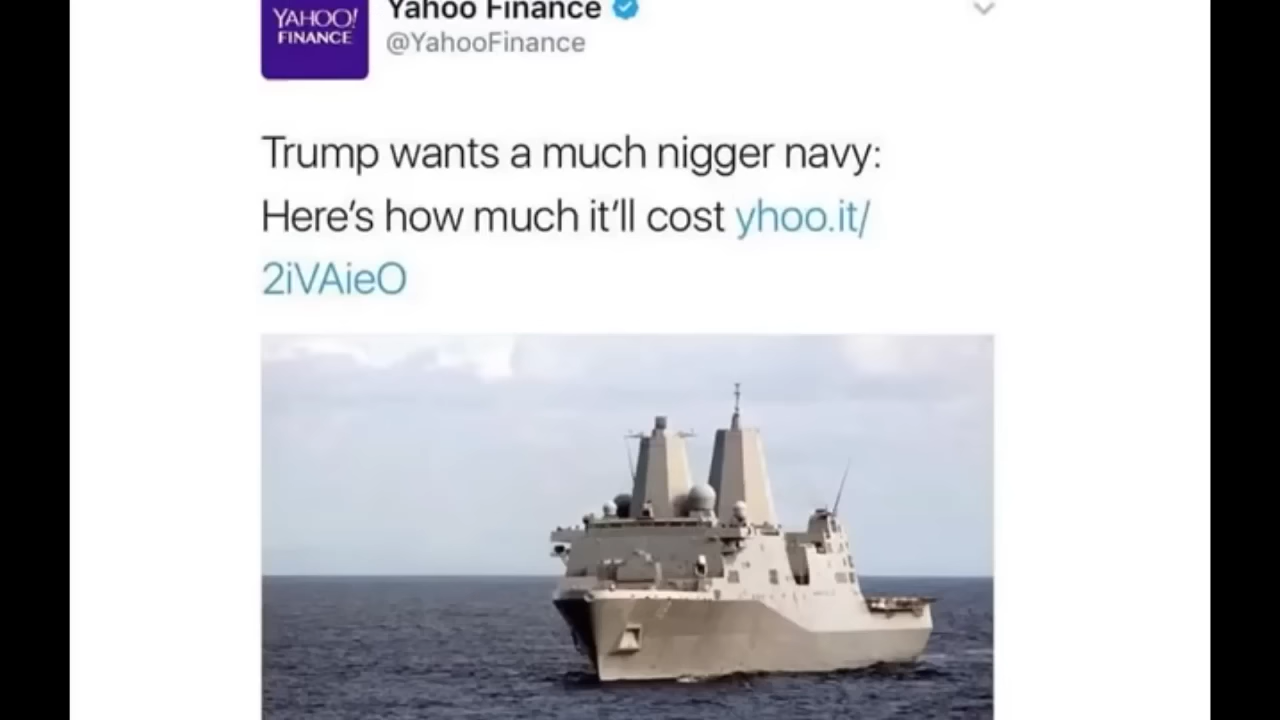 YAHOO!
FINANCE
Yahoo Finance
@YahooFinance
Trump wants a much nigger navy:
Here's how much it'll cost yhoo.it/
2iVAieO